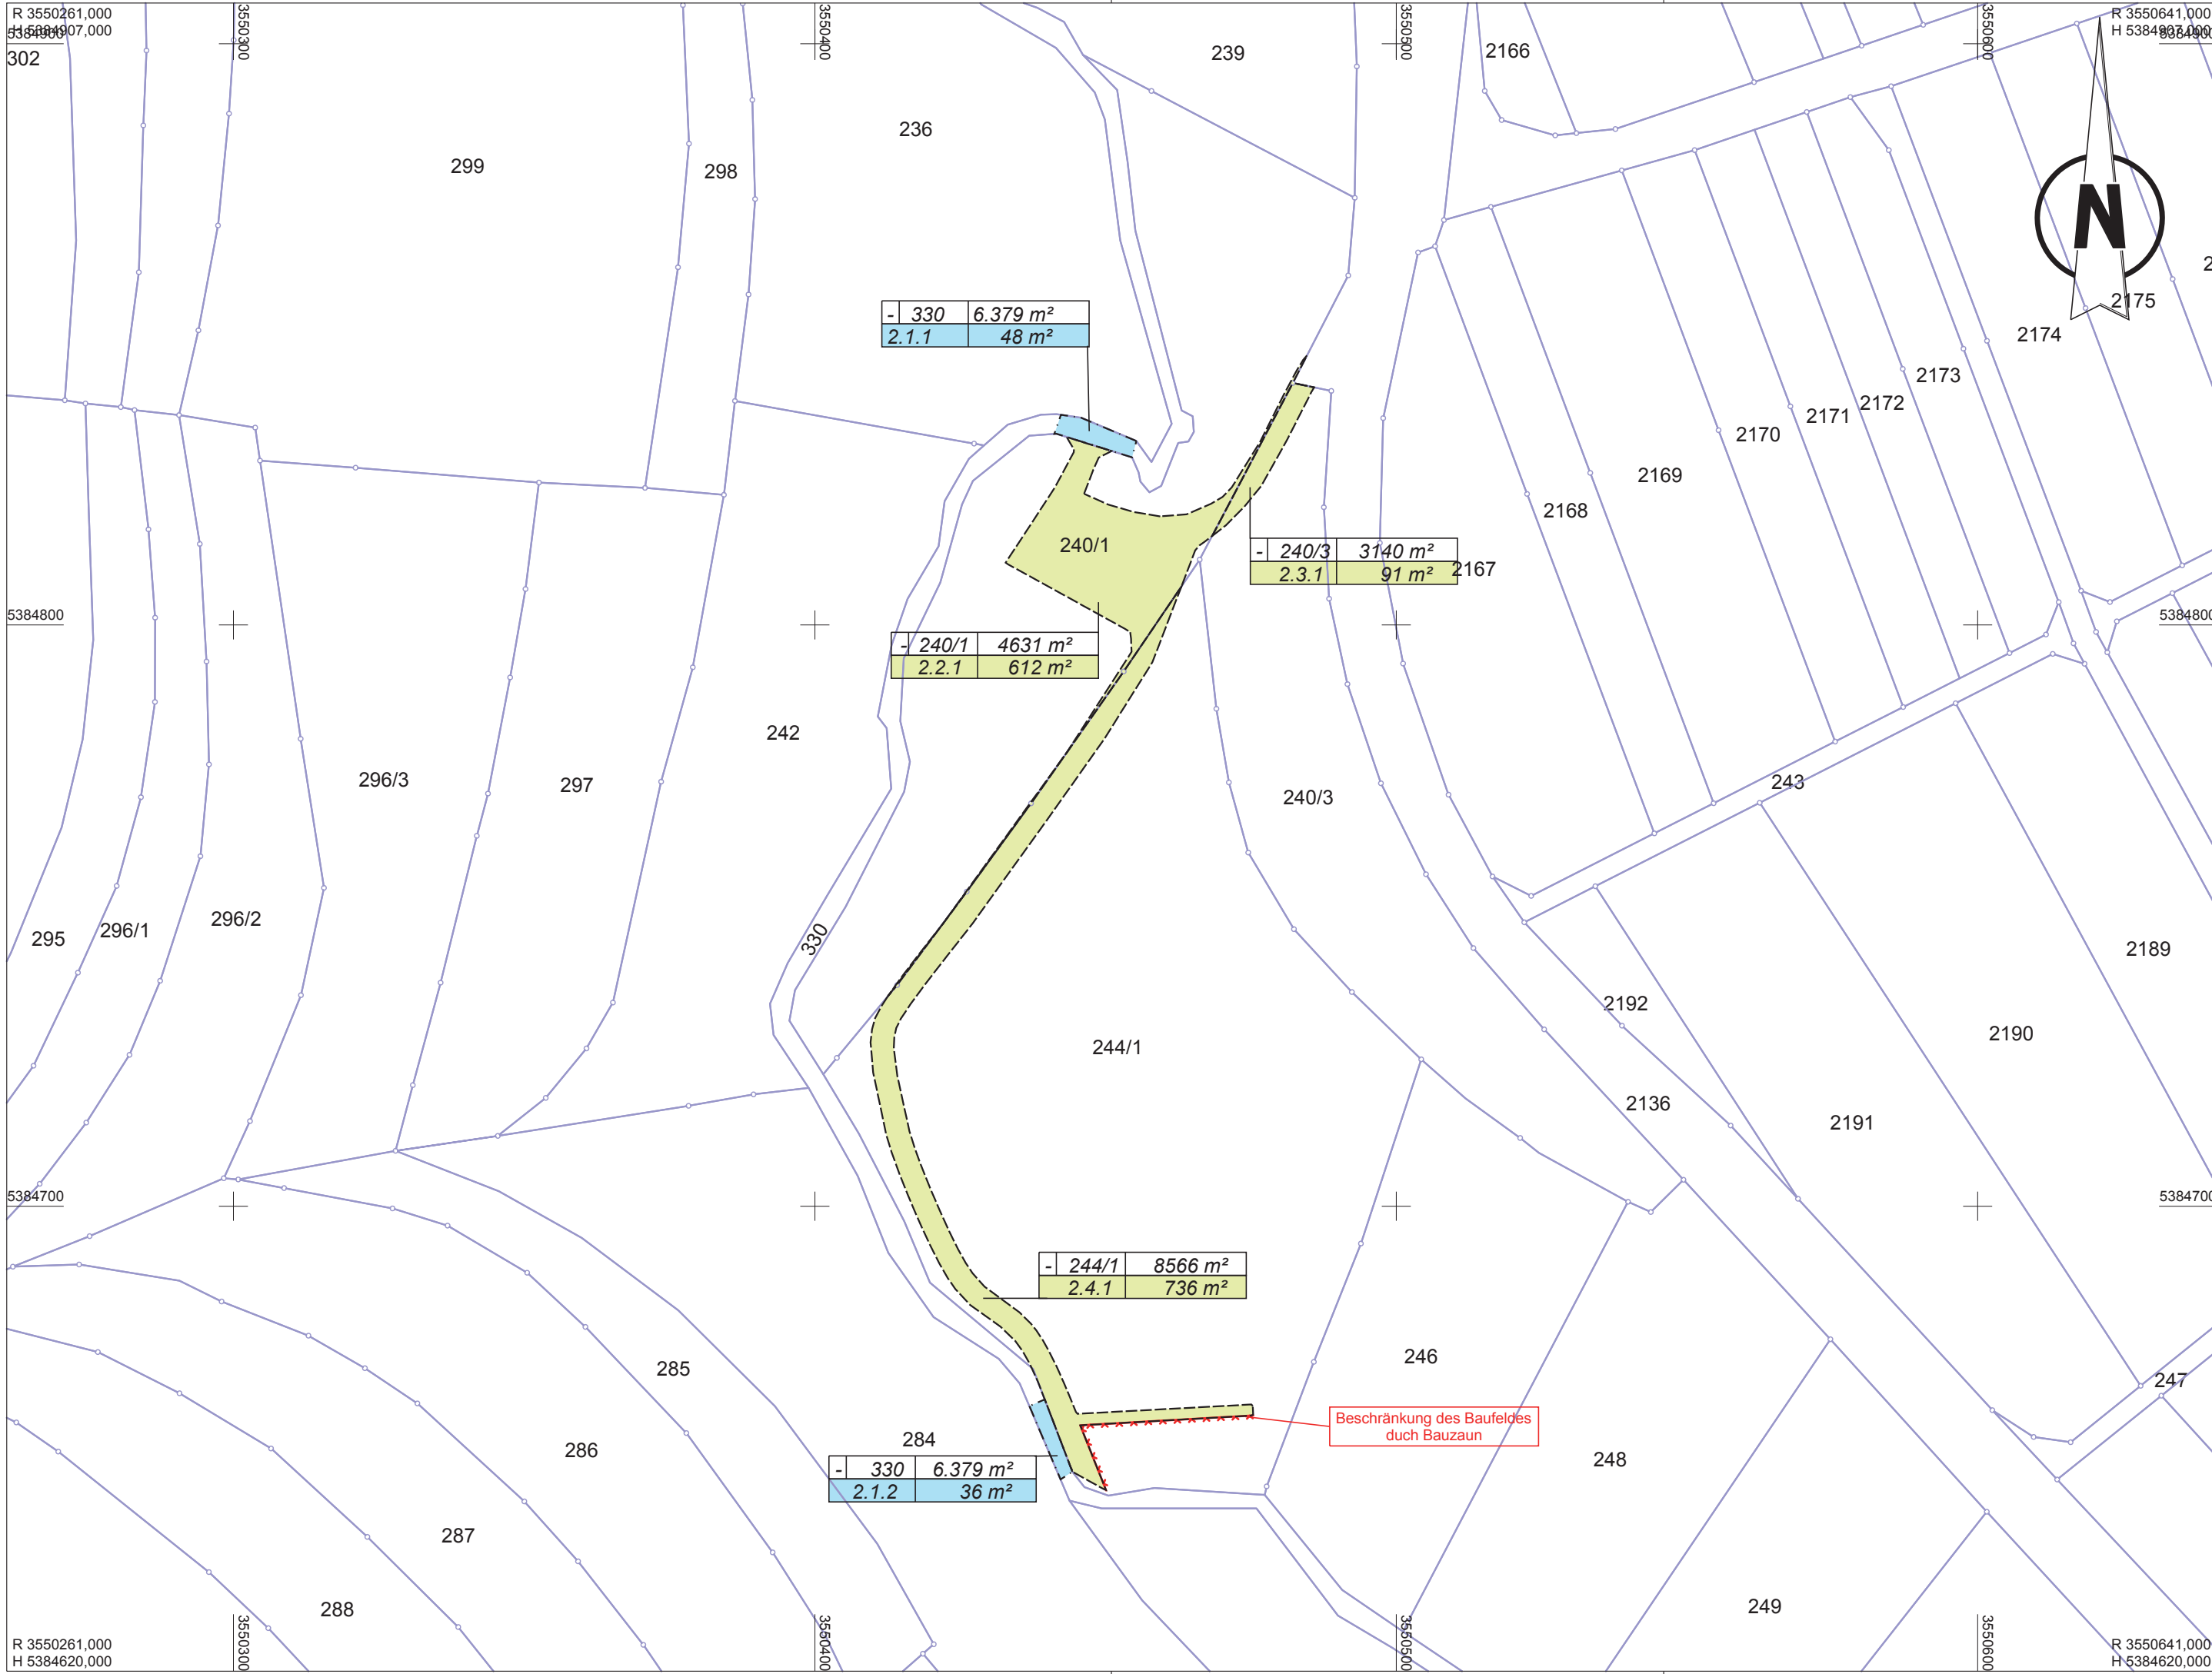 R 3550261,000
H 5384907,000
5384900
302
3550300
3550400
239
3550500
2166
3550600
R 3550641,000
H 5384907,000
5384900
236
299
298
N
2
2175
2174
- 330 6.379 m²
2.1.1 48 m²
2173
2172
2171
2170
2169
2168
240/1
- 240/3 3140 m²
2.3.1 91 m²
2167
5384800
5384800
- 240/1 4631 m²
2.2.1 612 m²
242
296/3
297
240/3
243
295
296/1
296/2
330
2189
2192
2190
244/1
2136
2191
5384700
5384700
- 244/1 8566 m²
2.4.1 736 m²
285
246
247
Beschränkung des Baufeldes
duch Bauzaun
284
286
248
- 330 6.379 m²
2.1.2 36 m²
287
288
249
R 3550261,000
H 5384620,000
3550300
3550400
3550500
3550600
R 3550641,000
H 5384620,000